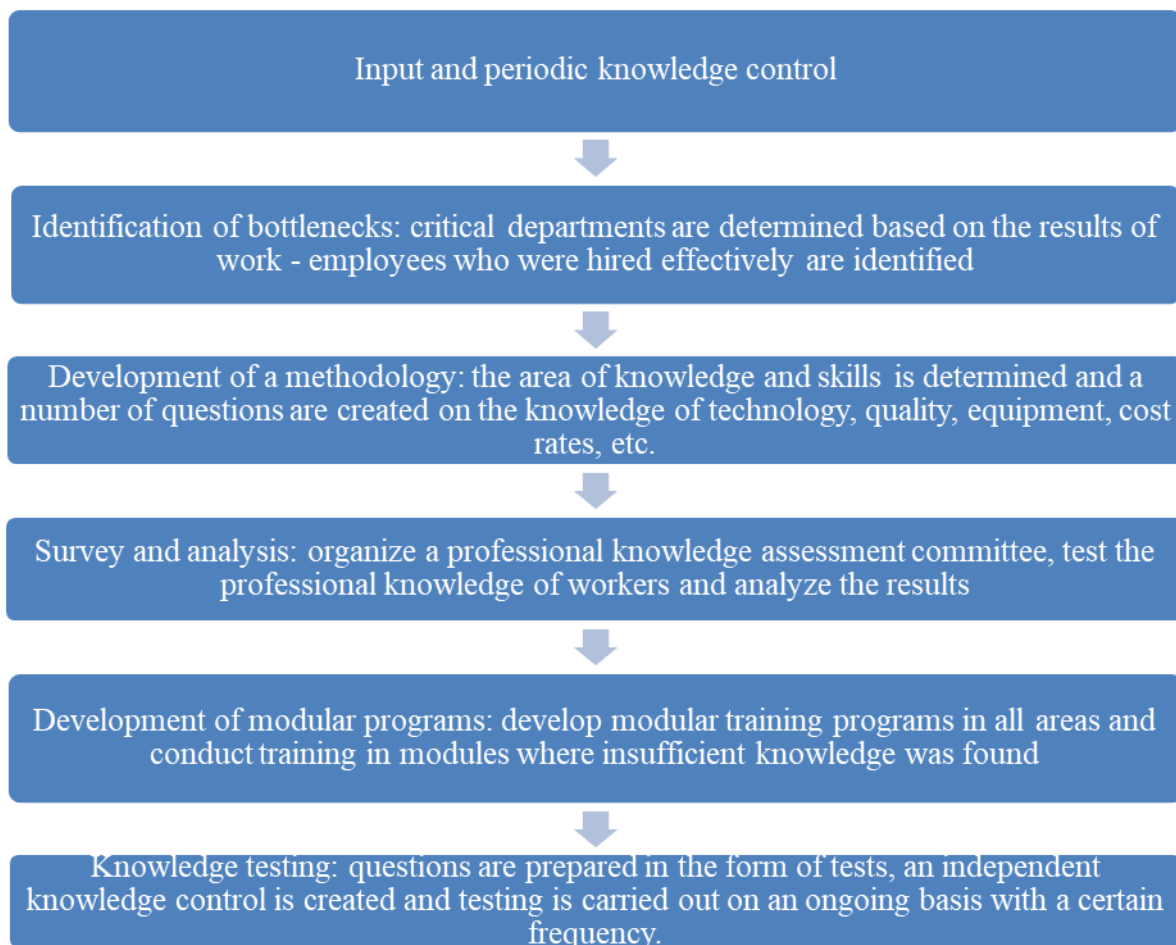 Input and periodic knowledge control
Identification of bottlenecks: critical departments are determined based on the results of
work - employees who were hired effectively are identified
Development of a methodology: the area of knowledge and skills is determined and a
number of questions are created on the knowledge of technology, quality, equipment, cost
rates, etc.
Survey and analysis: organize a professional knowledge assessment committee, test the
professional knowledge of workers and analyze the results
Development of modular programs: develop modular training programs in all areas and
conduct training in modules where insufficient knowledge was found
Knowledge testing: questions are prepared in the form of tests, an independent
knowledge control is created and testing is carried out on an ongoing basis with a certain
frequency.